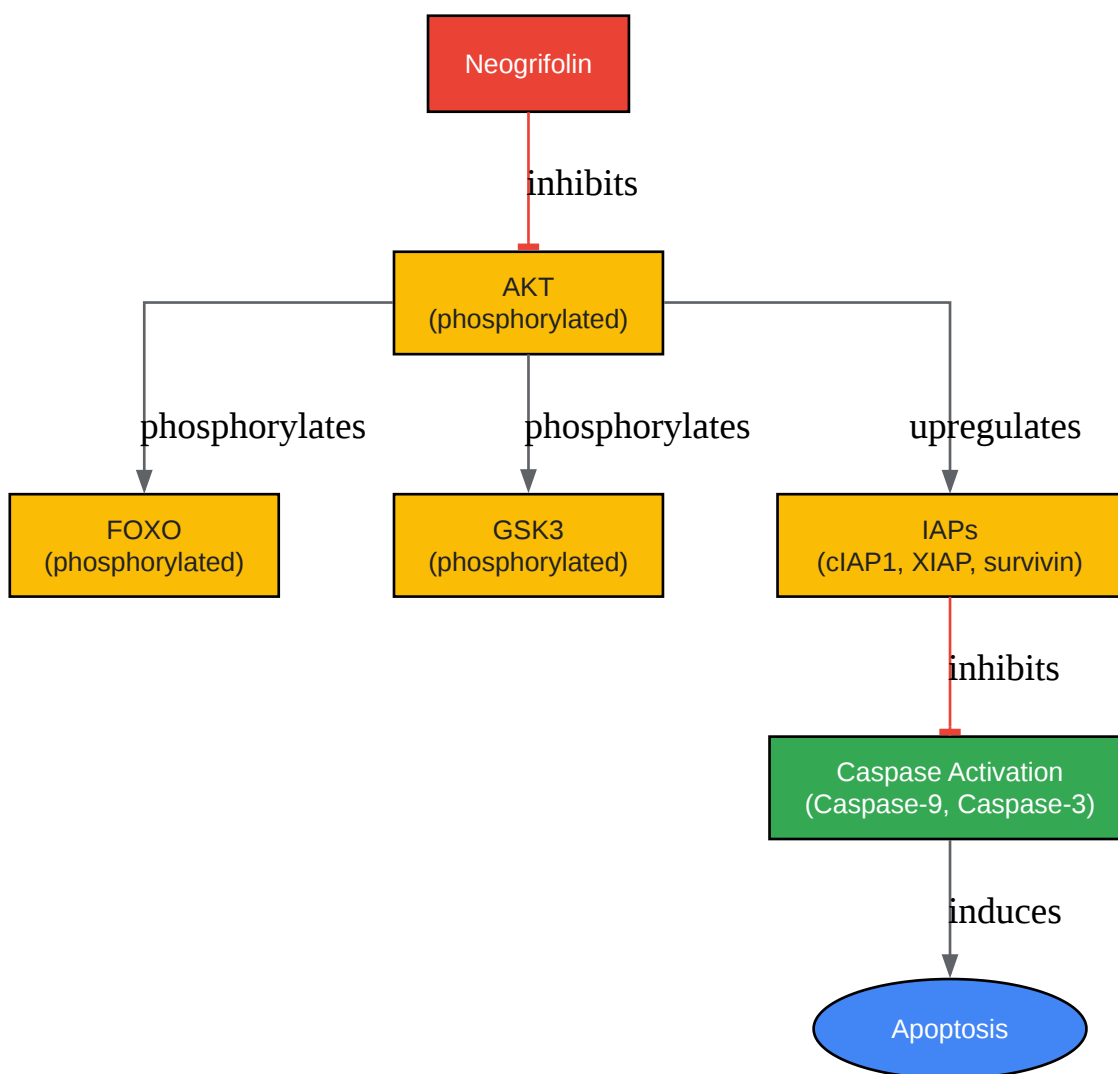 Neogrifolin
inhibits
AKT
(phosphorylated)
phosphorylates
phosphorylates
upregulates
FOXO
(phosphorylated)
GSK3
(phosphorylated)
IAPs
(cIAP1, XIAP, survivin)
inhibits
Caspase Activation
(Caspase-9, Caspase-3)
induces
Apoptosis